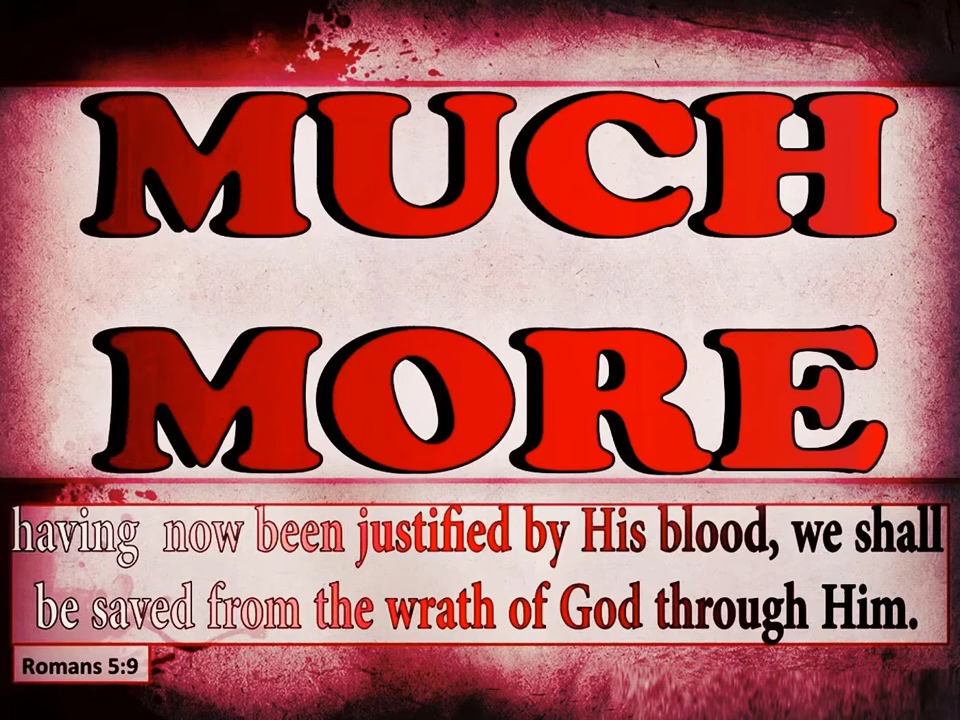 MUCH
MORE
having now been justified by His blood, we shall
be saved from the wrath of God through Him.
Romans 5:9